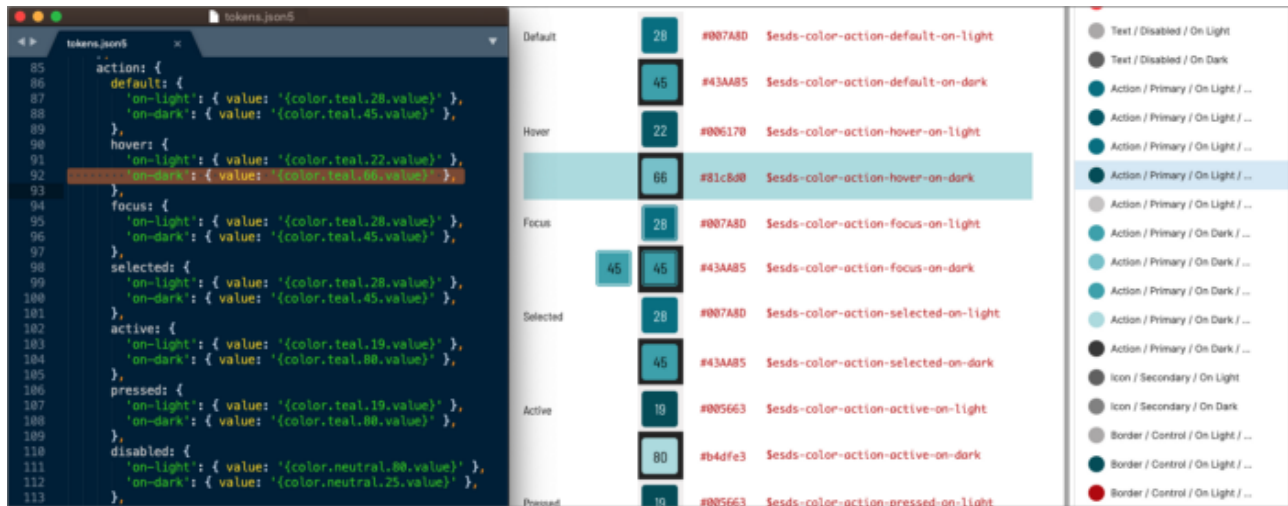 tokens.json5
tokens.json5 ×
85 action: {
86 default: {
87 'on-light': { value: '{color.teal.28.value}' },
88 'on-dark': { value: '{color.teal.45.value}' },
89 },
90 hover: {
91 'on-light': { value: '{color.teal.22.value}' },
92 'on-dark': { value: '{color.teal.66.value}' },
93 },
94 focus: {
95 'on-light': { value: '{color.teal.28.value}' },
96 'on-dark': { value: '{color.teal.45.value}' },
97 },
98 selected: {
99 'on-light': { value: '{color.teal.28.value}' },
100 'on-dark': { value: '{color.teal.45.value}' },
101 },
102 active: {
103 'on-light': { value: '{color.teal.19.value}' },
104 'on-dark': { value: '{color.teal.80.value}' },
105 },
106 pressed: {
107 'on-light': { value: '{color.teal.19.value}' },
108 'on-dark': { value: '{color.teal.80.value}' },
109 },
110 disabled: {
111 'on-light': { value: '{color.neutral.80.value}' },
112 'on-dark': { value: '{color.neutral.25.value}' },
113 },
Default 28 #007A8D $esds-color-action-default-on-light
45 #43AAB5 $esds-color-action-default-on-dark
Hover 22 #006170 $esds-color-action-hover-on-light
66 #81c8d0 $esds-color-action-hover-on-dark
Focus 28 #007A8D $esds-color-action-focus-on-light
45 45 #43AAB5 $esds-color-action-focus-on-dark
Selected 28 #007A8D $esds-color-action-selected-on-light
45 #43AAB5 $esds-color-action-selected-on-dark
Active 19 #005663 $esds-color-action-active-on-light
80 #b4dfe3 $esds-color-action-active-on-dark
Pressed 19 #005663 $esds-color-action-pressed-on-light
Text / Disabled / On Light
Text / Disabled / On Dark
Action / Primary / On Light / ...
Action / Primary / On Light / ...
Action / Primary / On Light / ...
Action / Primary / On Light / ...
Action / Primary / On Light / ...
Action / Primary / On Dark / ...
Action / Primary / On Dark / ...
Action / Primary / On Dark / ...
Action / Primary / On Dark / ...
Action / Primary / On Dark / ...
Icon / Secondary / On Light
Icon / Secondary / On Dark
Border / Control / On Light / ...
Border / Control / On Light / ...
Border / Control / On Light / ...